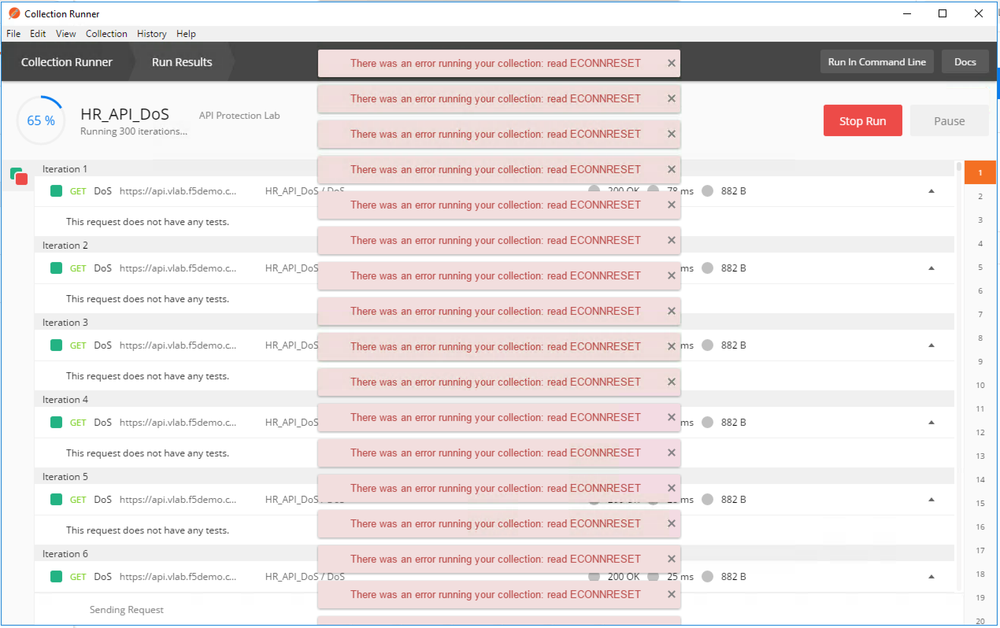 Collection Runner
File Edit View Collection History Help
Collection Runner Run Results Run In Command Line Docs
There was an error running your collection: read ECONNRESET
There was an error running your collection: read ECONNRESET
65 % HR_API_DoS API Protection Lab
Running 300 iterations...
Stop Run Pause
There was an error running your collection: read ECONNRESET
Iteration 1
There was an error running your collection: read ECONNRESET
1
GET DoS https://api.vlab.f5demo.c... HR_API_DoS / DoS 200 OK 78 ms 882 B
2
There was an error running your collection: read ECONNRESET
This request does not have any tests.
3
There was an error running your collection: read ECONNRESET
Iteration 2
4
GET DoS https://api.vlab.f5demo.c... HR_API_DoS ms 882 B
5
There was an error running your collection: read ECONNRESET
6
This request does not have any tests.
There was an error running your collection: read ECONNRESET
7
Iteration 3
8
GET DoS https://api.vlab.f5demo.c... HR_API_DoS ms 882 B
There was an error running your collection: read ECONNRESET
9
This request does not have any tests.
There was an error running your collection: read ECONNRESET
10
Iteration 4
11
There was an error running your collection: read ECONNRESET
GET DoS https://api.vlab.f5demo.c... HR_API_DoS ms 882 B
12
This request does not have any tests.
There was an error running your collection: read ECONNRESET
13
Iteration 5
14
There was an error running your collection: read ECONNRESET
GET DoS https://api.vlab.f5demo.c... HR_API_DoS ms 882 B
15
There was an error running your collection: read ECONNRESET
This request does not have any tests.
16
Iteration 6
17
There was an error running your collection: read ECONNRESET
GET DoS https://api.vlab.f5demo.c... HR_API_DoS / DoS 200 OK 25 ms 882 B
18
There was an error running your collection: read ECONNRESET
19
Sending Request
20